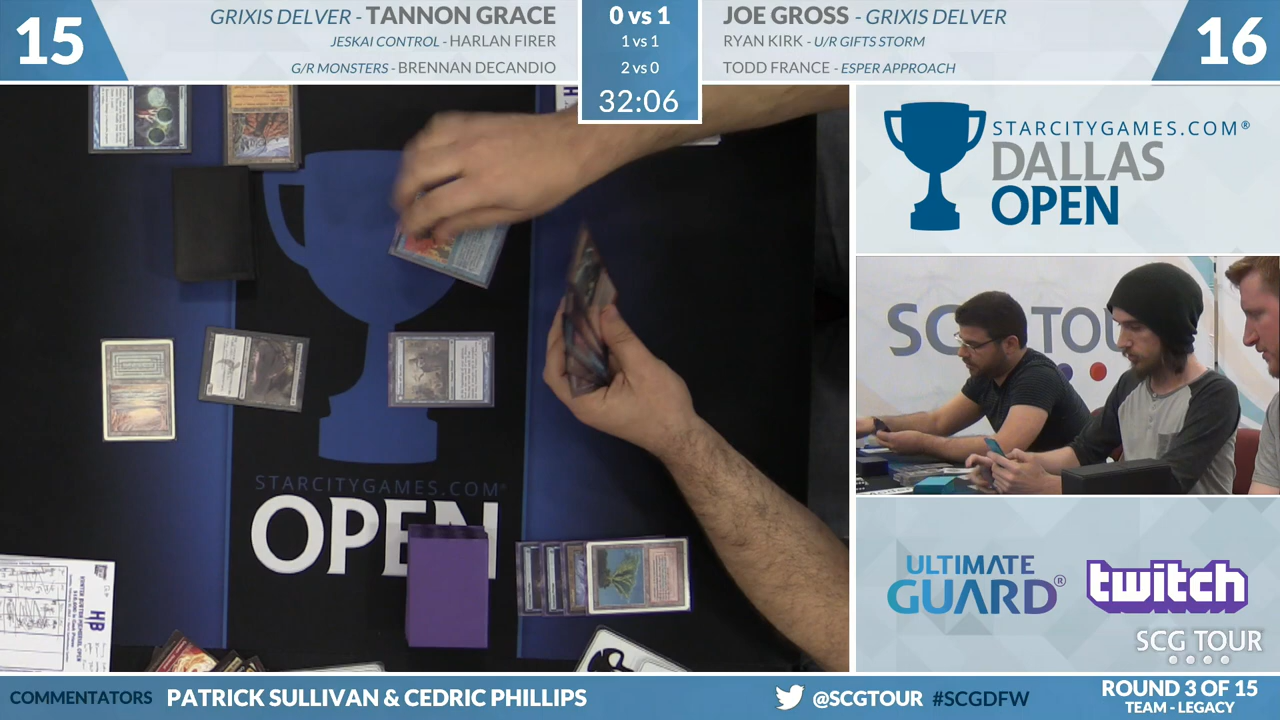 15
GRIXIS DELVER - TANNON GRACE
JESKAI CONTROL - HARLAN FIRER
G/R MONSTERS - BRENNAN DECANDIO
0 vs 1
1 vs 1
2 vs 0
32:06
JOE GROSS - GRIXIS DELVER
RYAN KIRK - U/R GIFTS STORM
TODD FRANCE - ESPER APPROACH
16
STARCITYGAMES.COM®
DALLAS
OPEN
STARCITYGAMES.COM®
OPEN
HB
SCG TOU
ULTIMATE
GUARD®
twitch
SCG TOUR
COMMENTATORS PATRICK SULLIVAN & CEDRIC PHILLIPS
@SCGTOUR #SCGDFW
ROUND 3 OF 15
TEAM - LEGACY